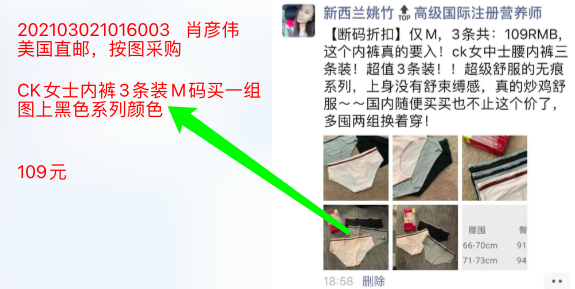 202103021016003 肖彦伟
美国直邮，按图采购
CK女士内裤3条装M码买一组
图上黑色系列颜色
109元
新西兰姚竹🔝高级国际注册营养师
【断码折扣】仅M，3条共：109RMB，
这个内裤真的要入！ck女中士腰内裤三
条装！超值3条装！！超级舒服的无痕
系列，上身没有舒束缚感，真的炒鸡舒
服～～国内随便买买也不止这个价了，
多囤两组换着穿！
腰围 臀
66-70cm 91
71-73cm 94
18:58 删除